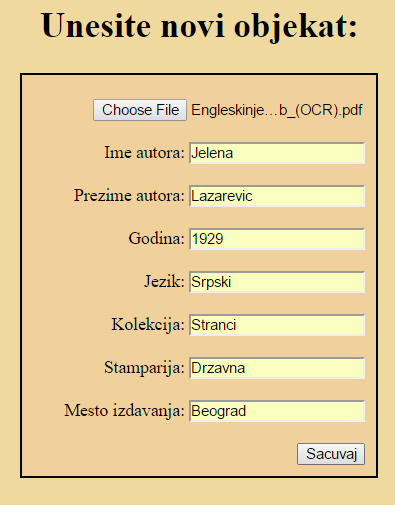 Unesite novi objekat:
Choose File Engleskinje...b_(OCR).pdf
Ime autora: Jelena
Prezime autora: Lazarevic
Godina: 1929
Jezik: Srpski
Kolekcija: Stranci
Stamparija: Drzavna
Mesto izdavanja: Beograd
Sacuvaj